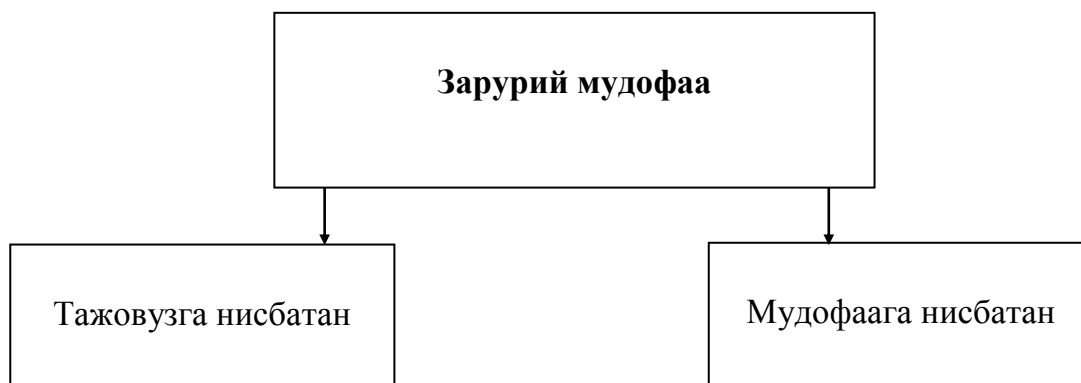 Зарурий мудофаа
Тажовузга нисбатан
Мудофаага нисбатан